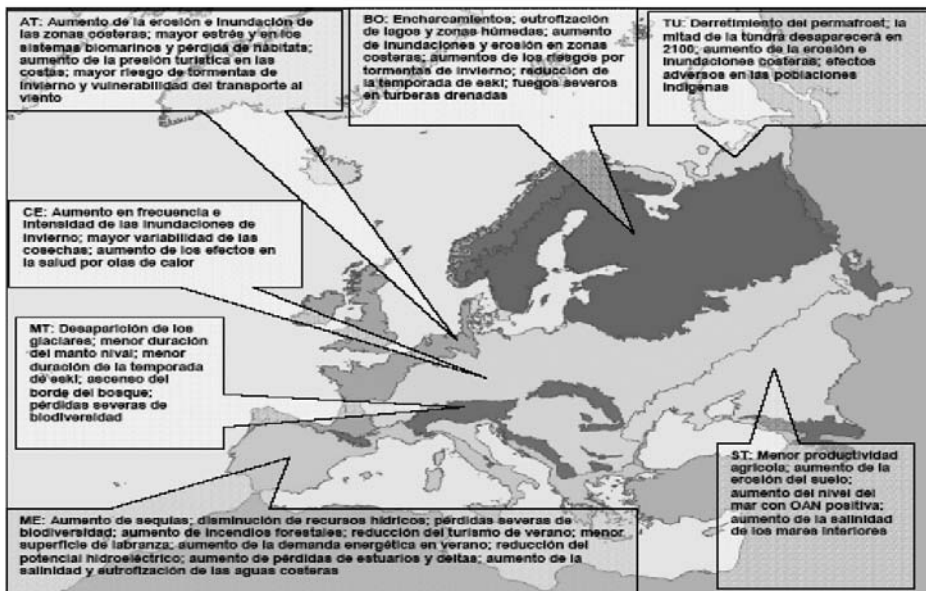 AT: Aumento de la erosión e Inundación de
las zonas costeras; mayor estrés y en los
sistemas biomarinos y pérdida de hábitats;
aumento de la presión turística en las
costas; mayor riesgo de tormentas de
invierno y vulnerabilidad del transporte al
viento
BO: Encharcamientos; eutrofización
de lagos y zonas húmedas; aumento
de inundaciones y erosión en zonas
costeras; aumentos de los riesgos por
tormentas de invierno; reducción de
la temporada de eski; fuegos severos
en turberas drenadas
TU: Derretimiento del permafrost; la
mitad de la tundra desaparecerá en
2100; aumento de la erosión e
inundaciones costeras; efectos
adversos en las poblaciones
indígenas
CE: Aumento en frecuencia e
intensidad de las inundaciones de
invierno; mayor variabilidad de las
cosechas; aumento de los efectos en
la salud por olas de calor
MT: Desaparición de los
glaciares; menor duración
del manto nival; menor
duración de la temporada
de eski; ascenso del
borde del bosque;
pérdidas severas de
biodiversidad
ST: Menor productividad
agrícola; aumento de la
erosión del suelo;
aumento del nivel del
mar con OAN positiva;
aumento de la salinidad
de los mares interiores
ME: Aumento de sequías; disminución de recursos hídricos; pérdidas severas de
biodiversidad; aumento de incendios forestales; reducción del turismo de verano; menor
superficie de labranza; aumento de la demanda energética en verano; reducción del
potencial hidroeléctrico; aumento de pérdidas de estuarios y deltas; aumento de la
salinidad y eutrofización de las aguas costeras